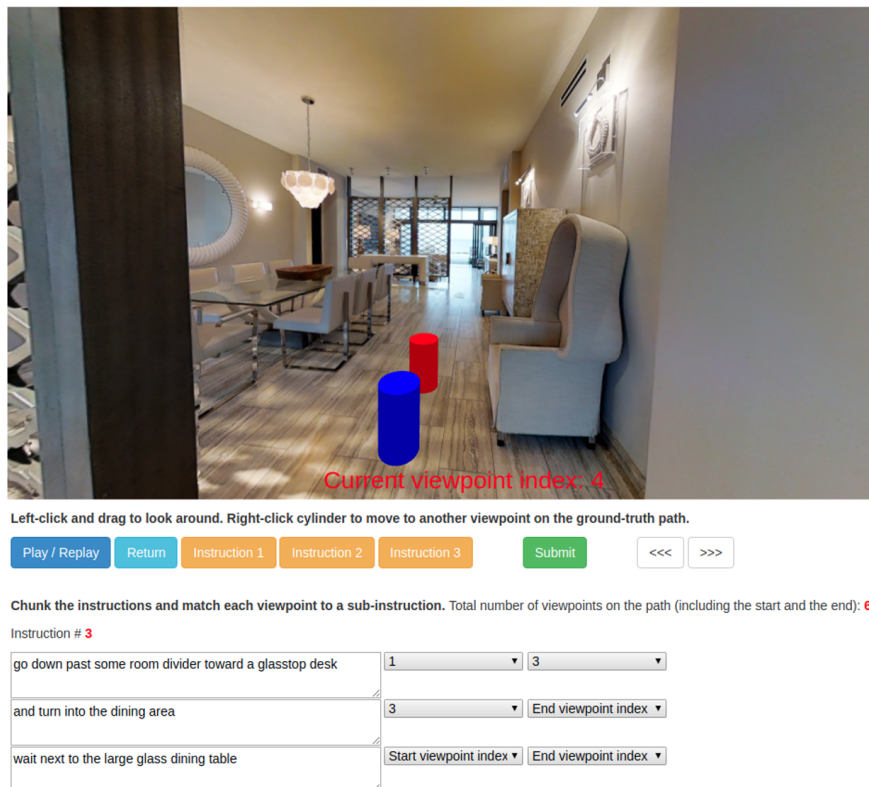 Current viewpoint index: 4
Left-click and drag to look around. Right-click cylinder to move to another viewpoint on the ground-truth path.
Play / Replay Return Instruction 1 Instruction 2 Instruction 3 Submit <<< >>>
Chunk the instructions and match each viewpoint to a sub-instruction. Total number of viewpoints on the path (including the start and the end): 6
Instruction # 3
go down past some room divider toward a glasstop desk 1 3
and turn into the dining area 3 End viewpoint index
wait next to the large glass dining table Start viewpoint index End viewpoint index